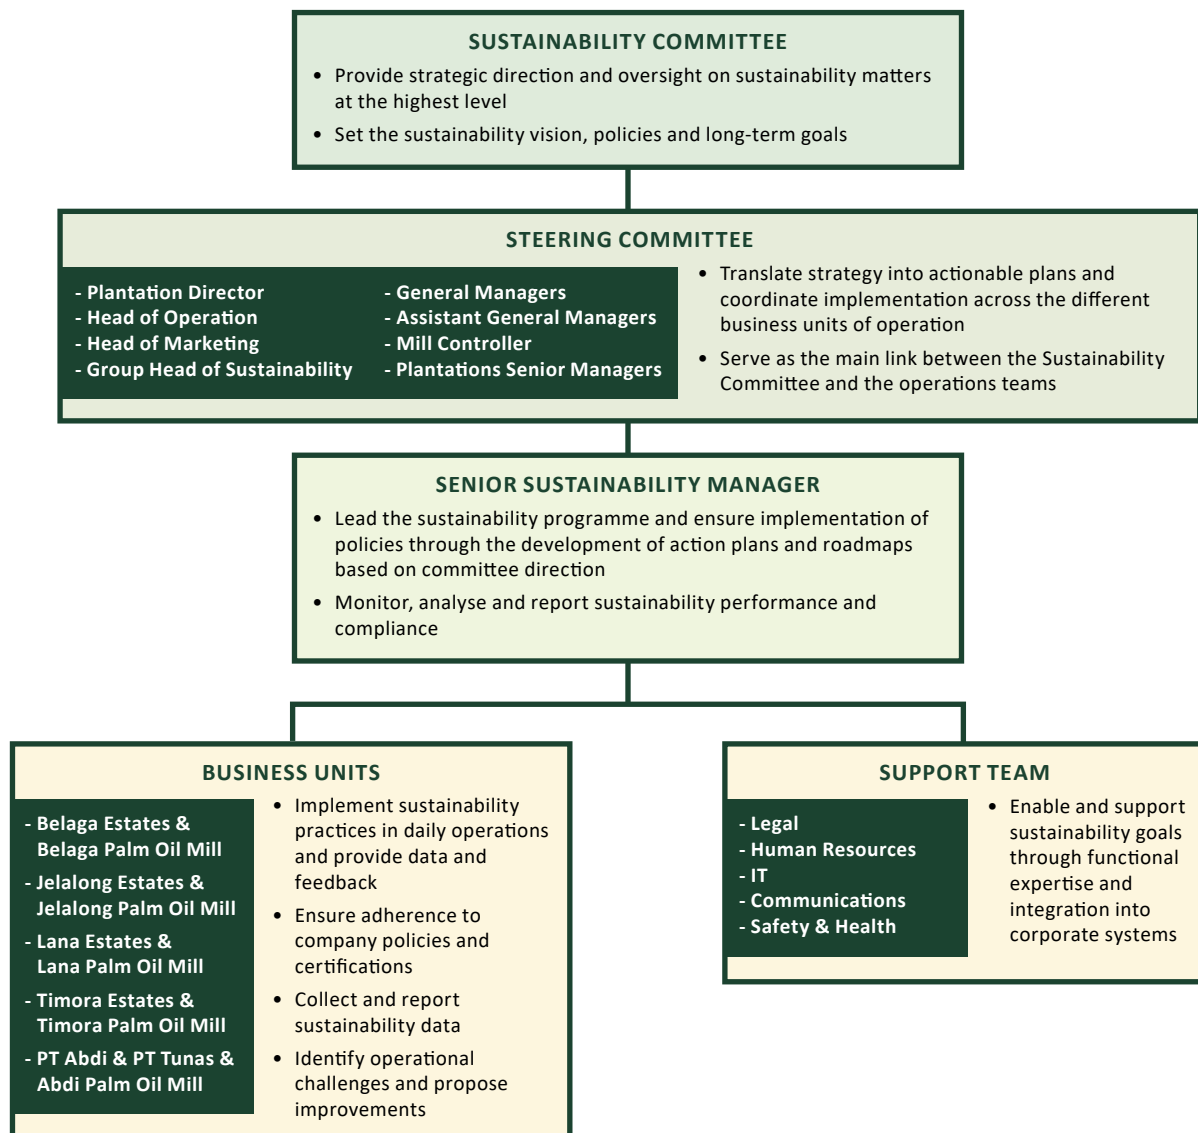 SUSTAINABILITY COMMITTEE
• Provide strategic direction and oversight on sustainability matters
at the highest level
• Set the sustainability vision, policies and long-term goals
STEERING COMMITTEE
- Plantation Director
- Head of Operation
- Head of Marketing
- Group Head of Sustainability
- General Managers
- Assistant General Managers
- Mill Controller
- Plantations Senior Managers
• Translate strategy into actionable plans and
coordinate implementation across the different
business units of operation
• Serve as the main link between the Sustainability
Committee and the operations teams
SENIOR SUSTAINABILITY MANAGER
• Lead the sustainability programme and ensure implementation of
policies through the development of action plans and roadmaps
based on committee direction
• Monitor, analyse and report sustainability performance and
compliance
BUSINESS UNITS
- Belaga Estates &
Belaga Palm Oil Mill
- Jelalong Estates &
Jelalong Palm Oil Mill
- Lana Estates &
Lana Palm Oil Mill
- Timora Estates &
Timora Palm Oil Mill
- PT Abdi & PT Tunas &
Abdi Palm Oil Mill
• Implement sustainability
practices in daily operations
and provide data and
feedback
• Ensure adherence to
company policies and
certifications
• Collect and report
sustainability data
• Identify operational
challenges and propose
improvements
SUPPORT TEAM
- Legal
- Human Resources
- IT
- Communications
- Safety & Health
• Enable and support
sustainability goals
through functional
expertise and
integration into
corporate systems